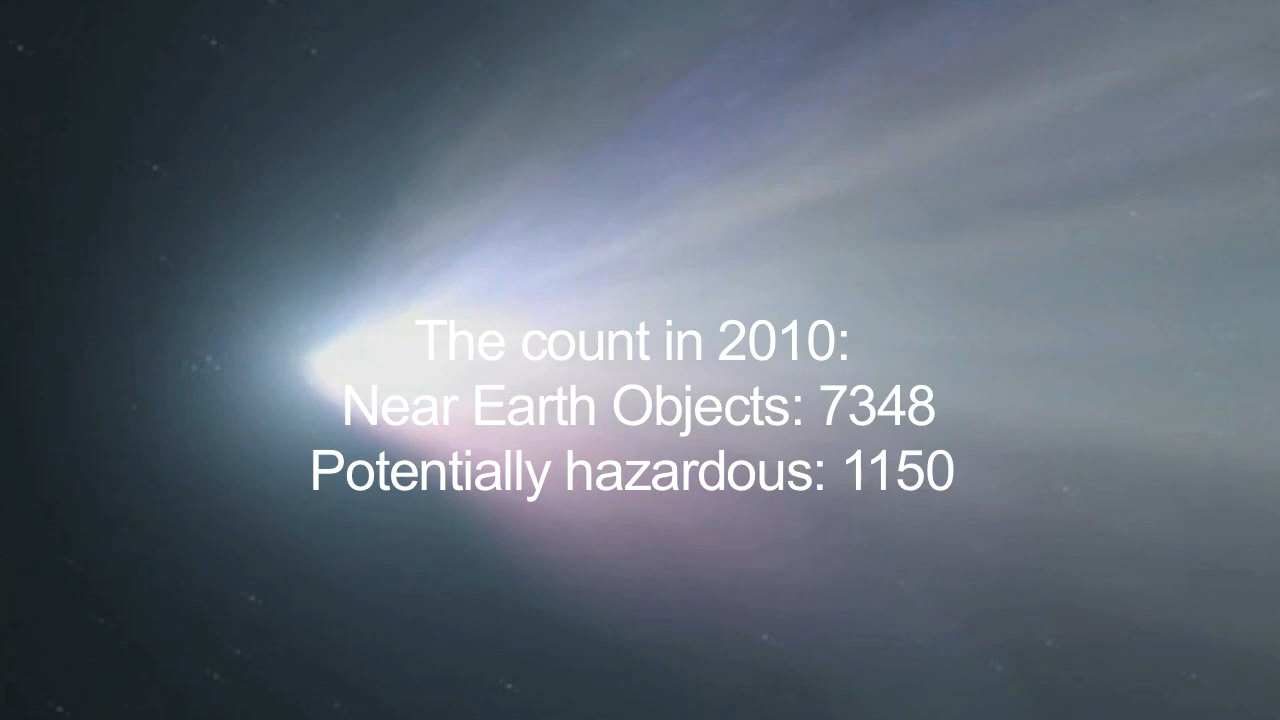 The count in 2010:
Near Earth Objects: 7348
Potentially hazardous: 1150